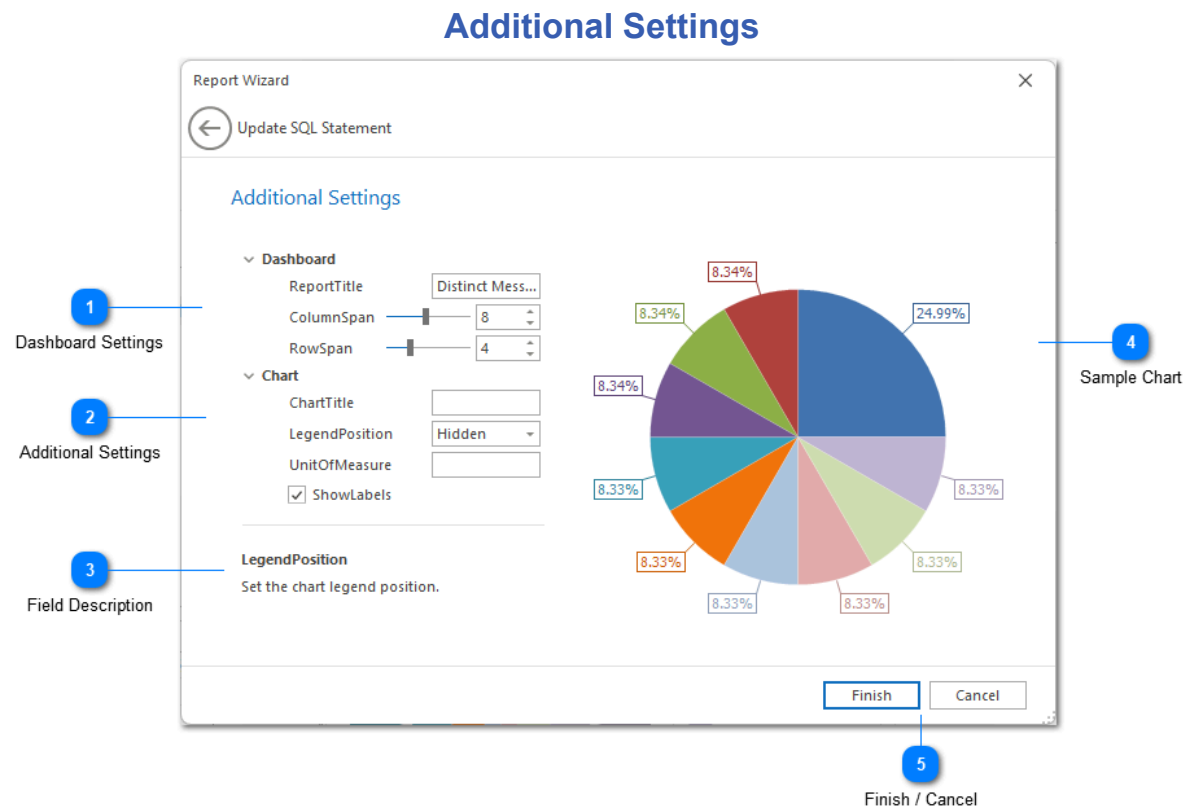 Additional Settings
Report Wizard
Update SQL Statement
Additional Settings
Dashboard
ReportTitle Distinct Mess...
ColumnSpan 8
RowSpan 4
Chart
ChartTitle
LegendPosition Hidden
UnitOfMeasure
ShowLabels
LegendPosition
Set the chart legend position.
8.34%
24.99%
8.34%
8.34%
8.33%
8.33%
8.33%
8.33%
8.33%
8.33%
Finish Cancel
1
Dashboard Settings
2
Additional Settings
3
Field Description
4
Sample Chart
5
Finish / Cancel